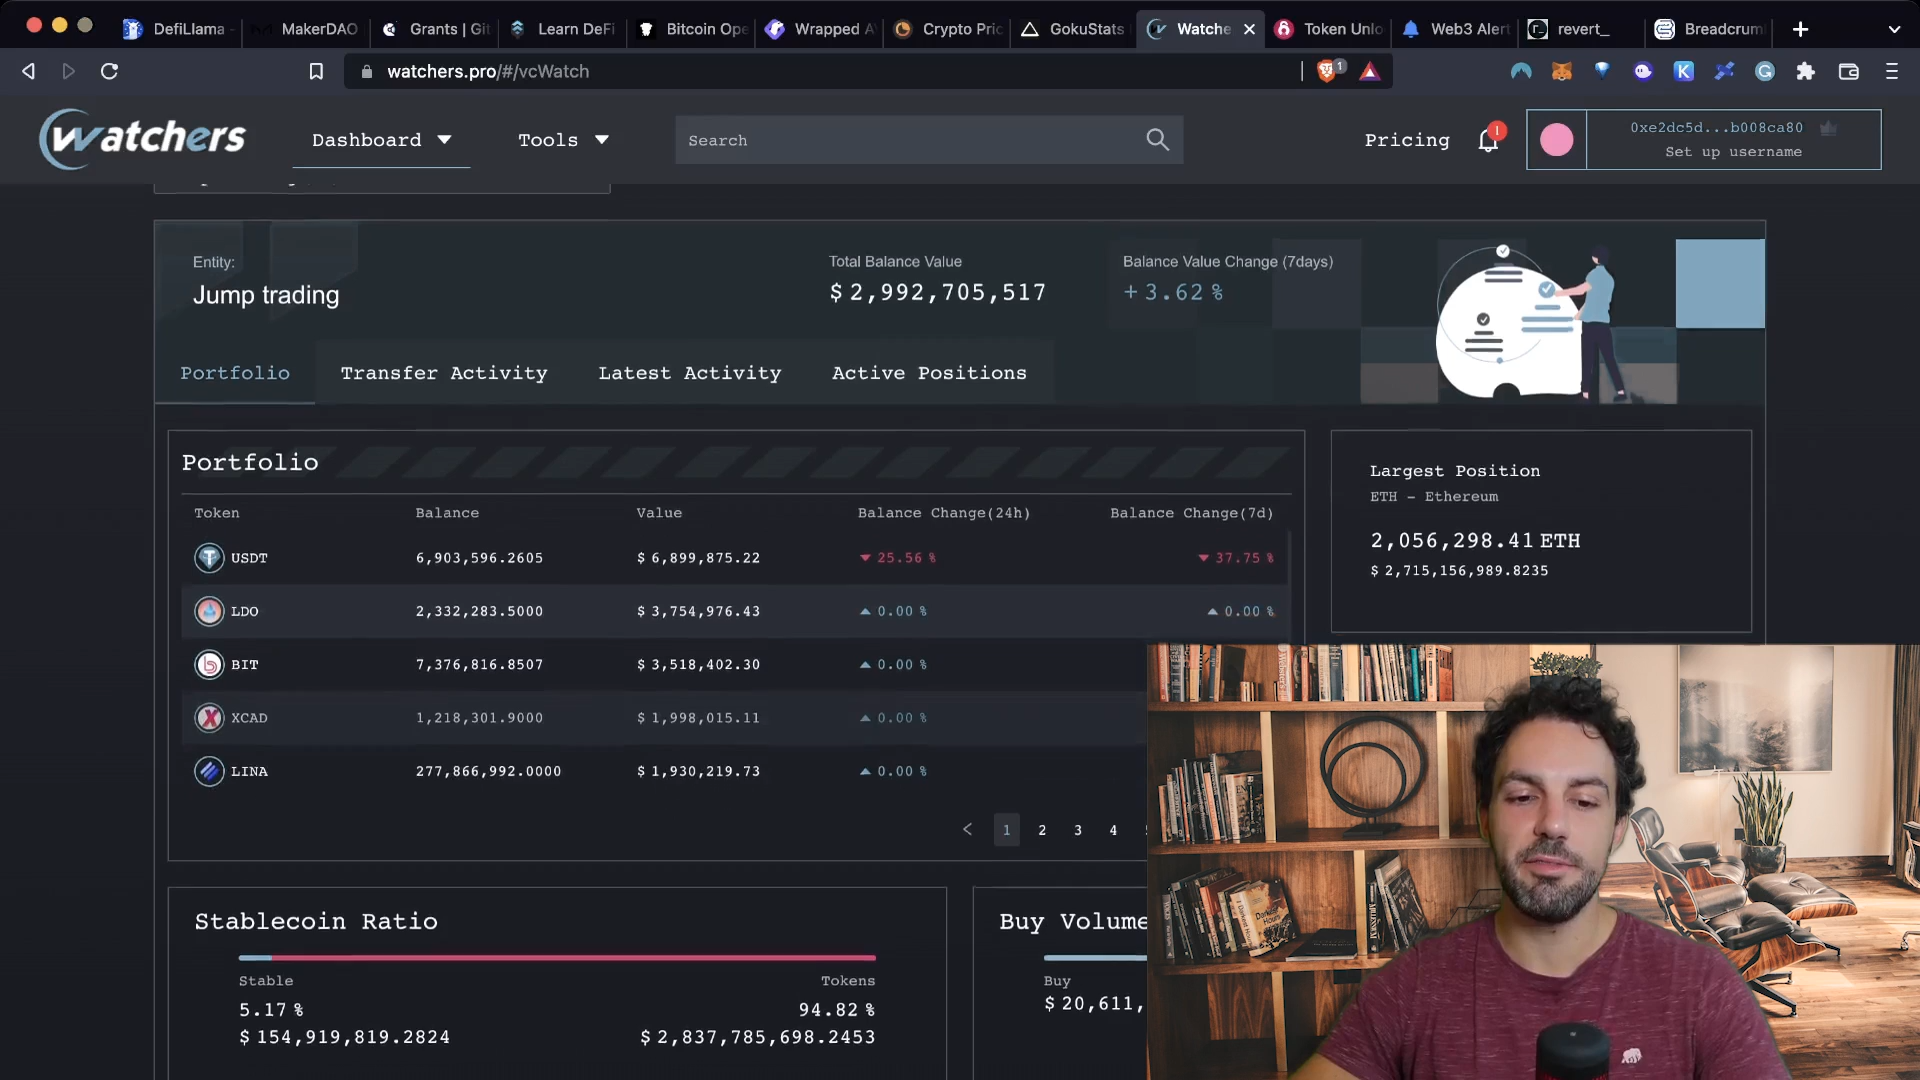 DefiLlama
MakerDAO
Grants | Git
Learn DeFi
Bitcoin Ope
Wrapped A
Crypto Pric
GokuStats
Watche
Token Unlo
Web3 Alert
revert_
Breadcrum
watchers.pro/#/vcWatch
1
Watchers
Dashboard
Tools
Search
Pricing
1
0xe2dc5d...b008ca80
Set up username
Entity:
Jump trading
Total Balance Value
$2,992,705,517
Balance Value Change (7days)
+3.62%
Portfolio
Transfer Activity
Latest Activity
Active Positions
Portfolio
Token Balance Value Balance Change(24h) Balance Change(7d)
USDT 6,903,596.2605 $ 6,899,875.22 25.56 % 37.75 %
LDO 2,332,283.5000 $ 3,754,976.43 0.00 % 0.00 %
BIT 7,376,816.8507 $ 3,518,402.30 0.00 %
XCAD 1,218,301.9000 $ 1,998,015.11 0.00 %
LINA 277,866,992.0000 $ 1,930,219.73 0.00 %
< 1 2 3 4
Largest Position
ETH - Ethereum
2,056,298.41 ETH
$ 2,715,156,989.8235
Stablecoin Ratio
Stable Tokens
5.17 % 94.82 %
$ 154,919,819.2824 $ 2,837,785,698.2453
Buy Volume
Buy
$ 20,611,